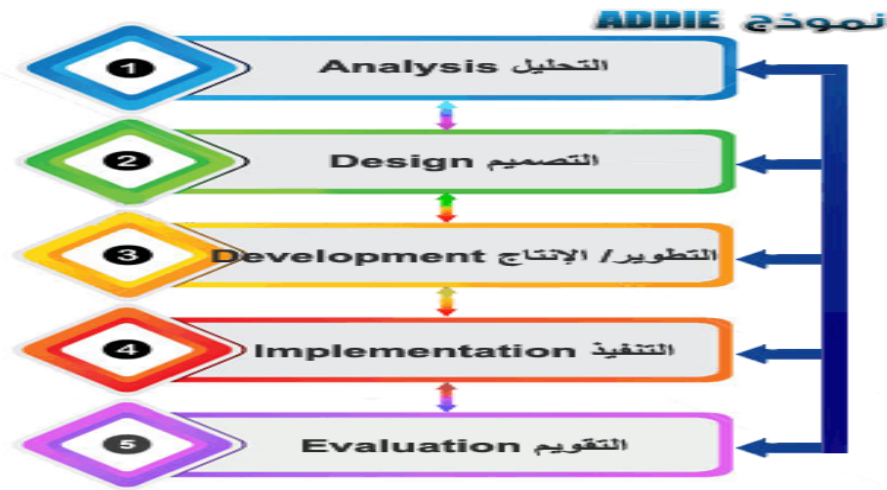 نموذج ADDIE
1
التحليل Analysis
2
التصميم Design
3
التطوير/ الإنتاج Development
4
التنفيذ Implementation
5
التقويم Evaluation